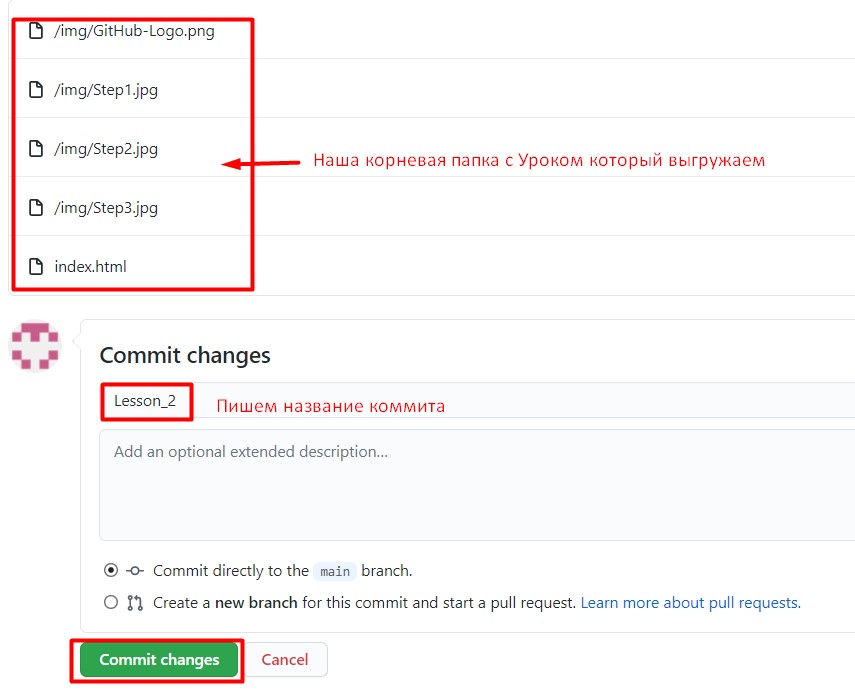 /img/GitHub-Logo.png
/img/Step1.jpg
/img/Step2.jpg
Наша корневая папка с Уроком который выгружаем
/img/Step3.jpg
index.html
Commit changes
Lesson_2
Пишем название коммита
Add an optional extended description...
Commit directly to the main branch.
Create a new branch for this commit and start a pull request. Learn more about pull requests.
Commit changes Cancel